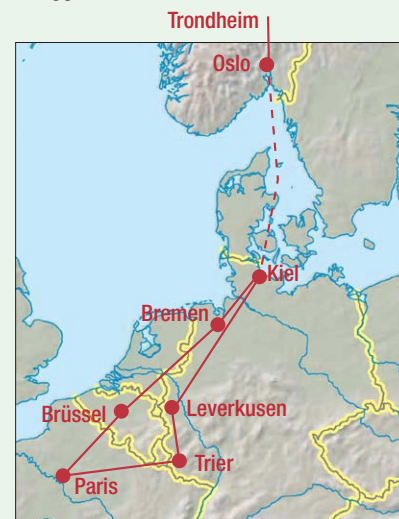 Trondheim
Oslo
Kiel
Bremen
Brüssel
Leverkusen
Trier
Paris